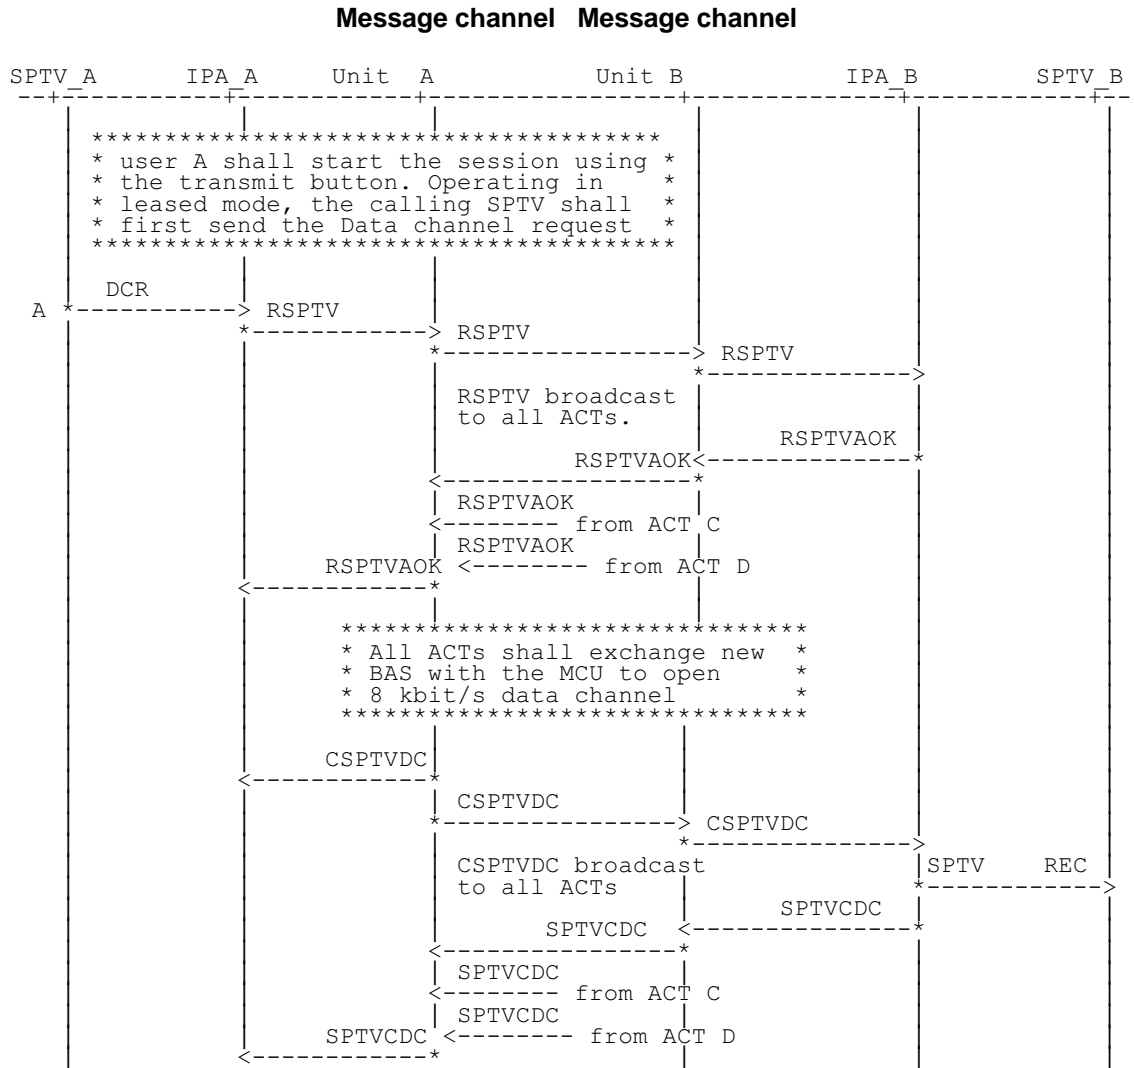 Message channel   Message channel
SPTV_A      IPA_A     Unit  A           Unit B           IPA_B         SPTV_B
--+-----------+------------+-----------------+--------------+------------+--
***************************************
* user A shall start the session using *
* the transmit button. Operating in    *
* leased mode, the calling SPTV shall  *
* first send the Data channel request  *
****************************************
DCR
A *-----------> RSPTV
*-----------> RSPTV
*-----------------> RSPTV
*-------------->
RSPTV broadcast
to all ACTs.
RSPTVAOK
RSPTVAOK<--------------*
<----------------*
RSPTVAOK
<-------- from ACT C
RSPTVAOK
RSPTVAOK <-------- from ACT D
<------------*
********************************
* All ACTs shall exchange new  *
* BAS with the MCU to open     *
* 8 kbit/s data channel        *
********************************
CSPTVDC
<------------*
CSPTVDC
*----------------> CSPTVDC
*--------------->
CSPTVDC broadcast
to all ACTs
SPTV    REC
*------------>
SPTVCDC
SPTVCDC  <---------------*
<----------------*
SPTVCDC
<-------- from ACT C
SPTVCDC
SPTVCDC <-------- from ACT D
<------------*